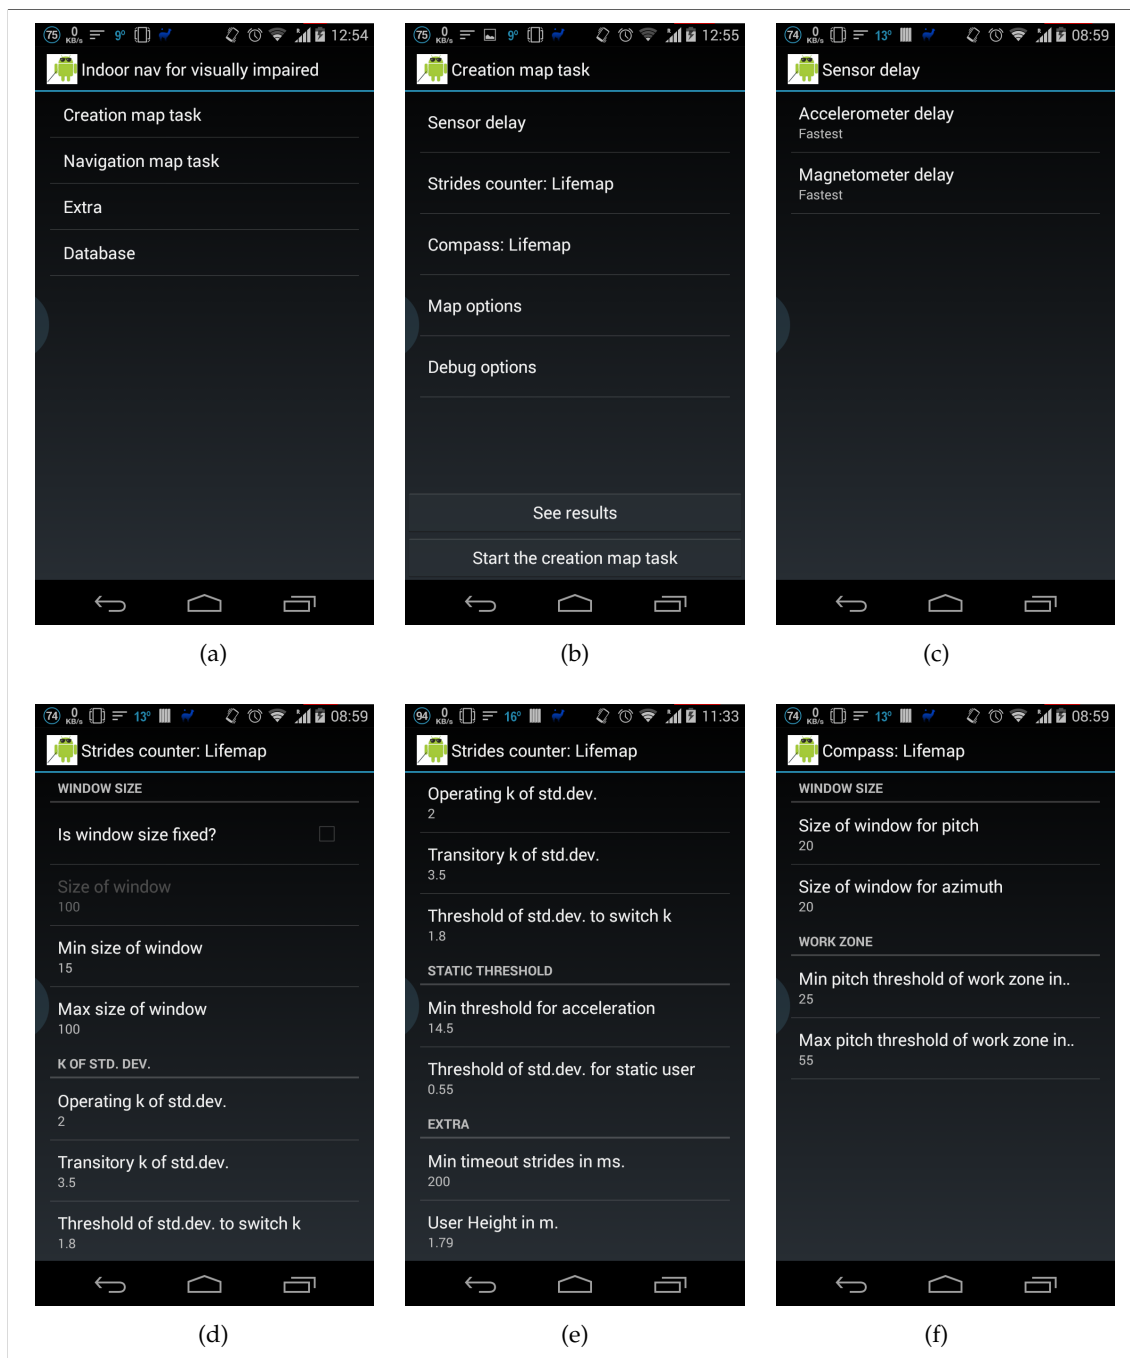 75 0 KB/s 9° 12:54
Indoor nav for visually impaired
Creation map task
Navigation map task
Extra
Database
(a)
75 0 KB/s 9° 12:55
Creation map task
Sensor delay
Strides counter: Lifemap
Compass: Lifemap
Map options
Debug options
See results
Start the creation map task
(b)
74 0 KB/s 13° 08:59
Sensor delay
Accelerometer delay
Fastest
Magnetometer delay
Fastest
(c)
74 0 KB/s 13° 08:59
Strides counter: Lifemap
WINDOW SIZE
Is window size fixed?
Size of window
100
Min size of window
15
Max size of window
100
K OF STD. DEV.
Operating k of std.dev.
2
Transitory k of std.dev.
3.5
Threshold of std.dev. to switch k
1.8
(d)
94 0 KB/s 16° 11:33
Strides counter: Lifemap
Operating k of std.dev.
2
Transitory k of std.dev.
3.5
Threshold of std.dev. to switch k
1.8
STATIC THRESHOLD
Min threshold for acceleration
14.5
Threshold of std.dev. for static user
0.55
EXTRA
Min timeout strides in ms.
200
User Height in m.
1.79
(e)
74 0 KB/s 13° 08:59
Compass: Lifemap
WINDOW SIZE
Size of window for pitch
20
Size of window for azimuth
20
WORK ZONE
Min pitch threshold of work zone in..
25
Max pitch threshold of work zone in..
55
(f)